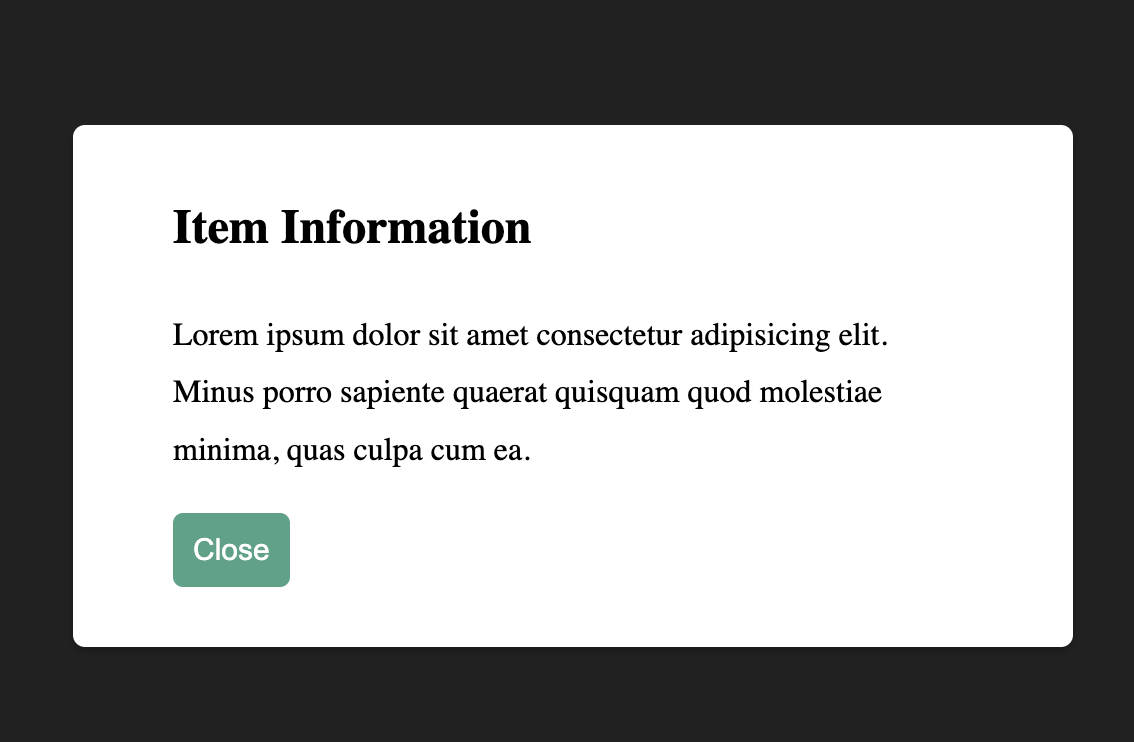 Item Information
Lorem ipsum dolor sit amet consectetur adipisicing elit.
Minus porro sapiente quaerat quisquam quod molestiae
minima, quas culpa cum ea.
Close